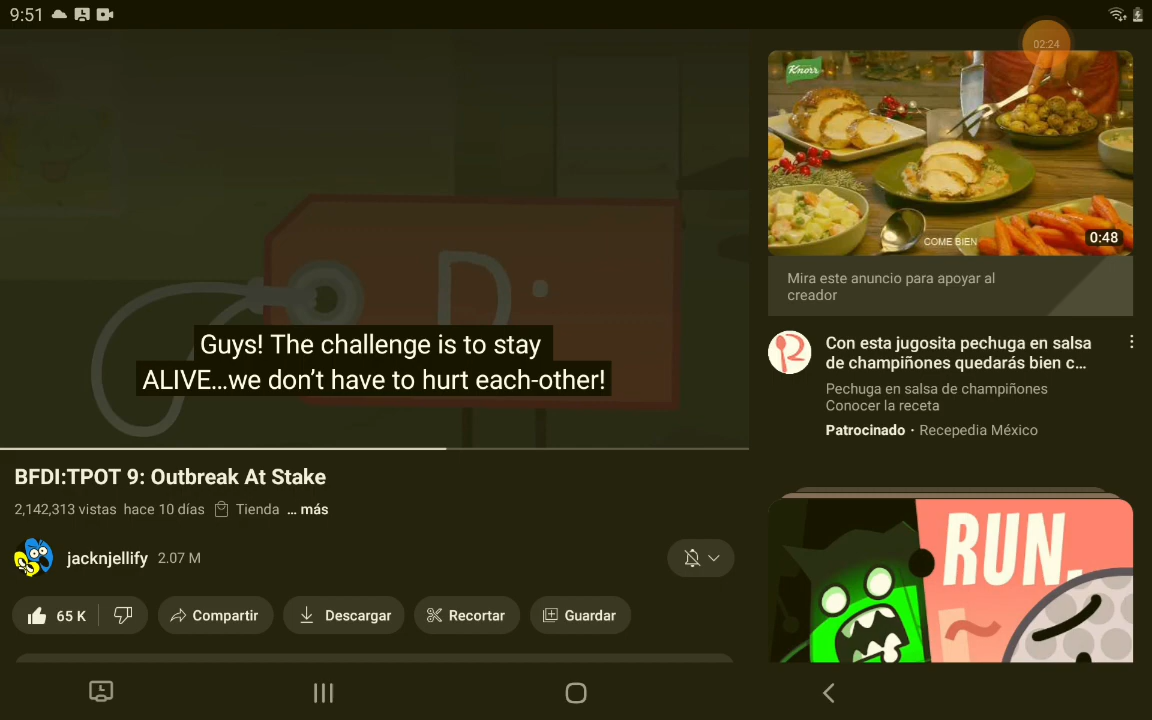 9:51
02:24
D:
Guys! The challenge is to stay
ALIVE...we don't have to hurt each-other!
BFDI:TPOT 9: Outbreak At Stake
2,142,313 vistas hace 10 días Tienda ... más
jacknjellify 2.07 M
65 K
Compartir
Descargar
Recortar
Guardar
Knorr
COME BIEN
0:48
Mira este anuncio para apoyar al
creador
Con esta jugosita pechuga en salsa
de champiñones quedarás bien c...
Pechuga en salsa de champiñones
Conocer la receta
Patrocinado · Recepedia México
RUN.